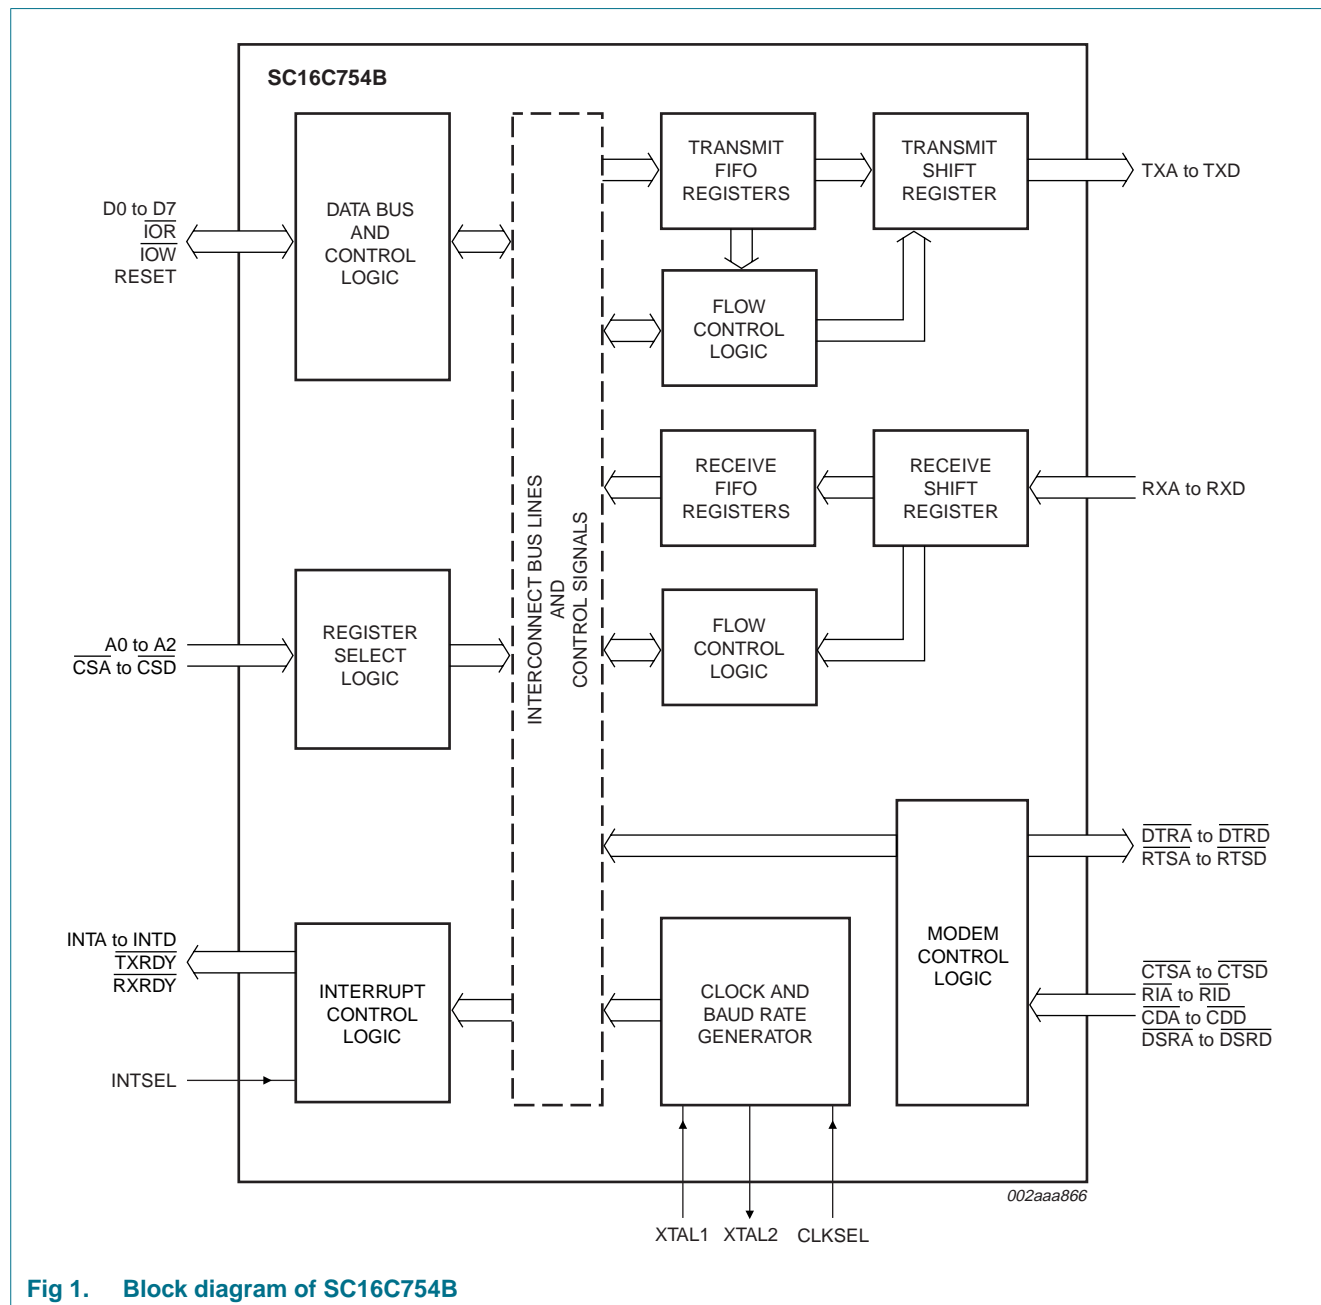 SC16C754B
D0 to D7
IOR
IOW
RESET
DATA BUS
AND
CONTROL
LOGIC
TRANSMIT
FIFO
REGISTERS
TRANSMIT
SHIFT
REGISTER
TXA to TXD
FLOW
CONTROL
LOGIC
INTERCONNECT BUS LINES
AND
CONTROL SIGNALS
RECEIVE
FIFO
REGISTERS
RECEIVE
SHIFT
REGISTER
RXA to RXD
A0 to A2
CSA to CSD
REGISTER
SELECT
LOGIC
FLOW
CONTROL
LOGIC
DTRA to DTRD
RTSA to RTSD
MODEM
CONTROL
LOGIC
CTSA to CTSD
RIA to RID
CDA to CDD
DSRA to DSRD
INTA to INTD
TXRDY
RXRDY
INTERRUPT
CONTROL
LOGIC
INTSEL
CLOCK AND
BAUD RATE
GENERATOR
002aaa866
XTAL1 XTAL2 CLKSEL
Fig 1. Block diagram of SC16C754B